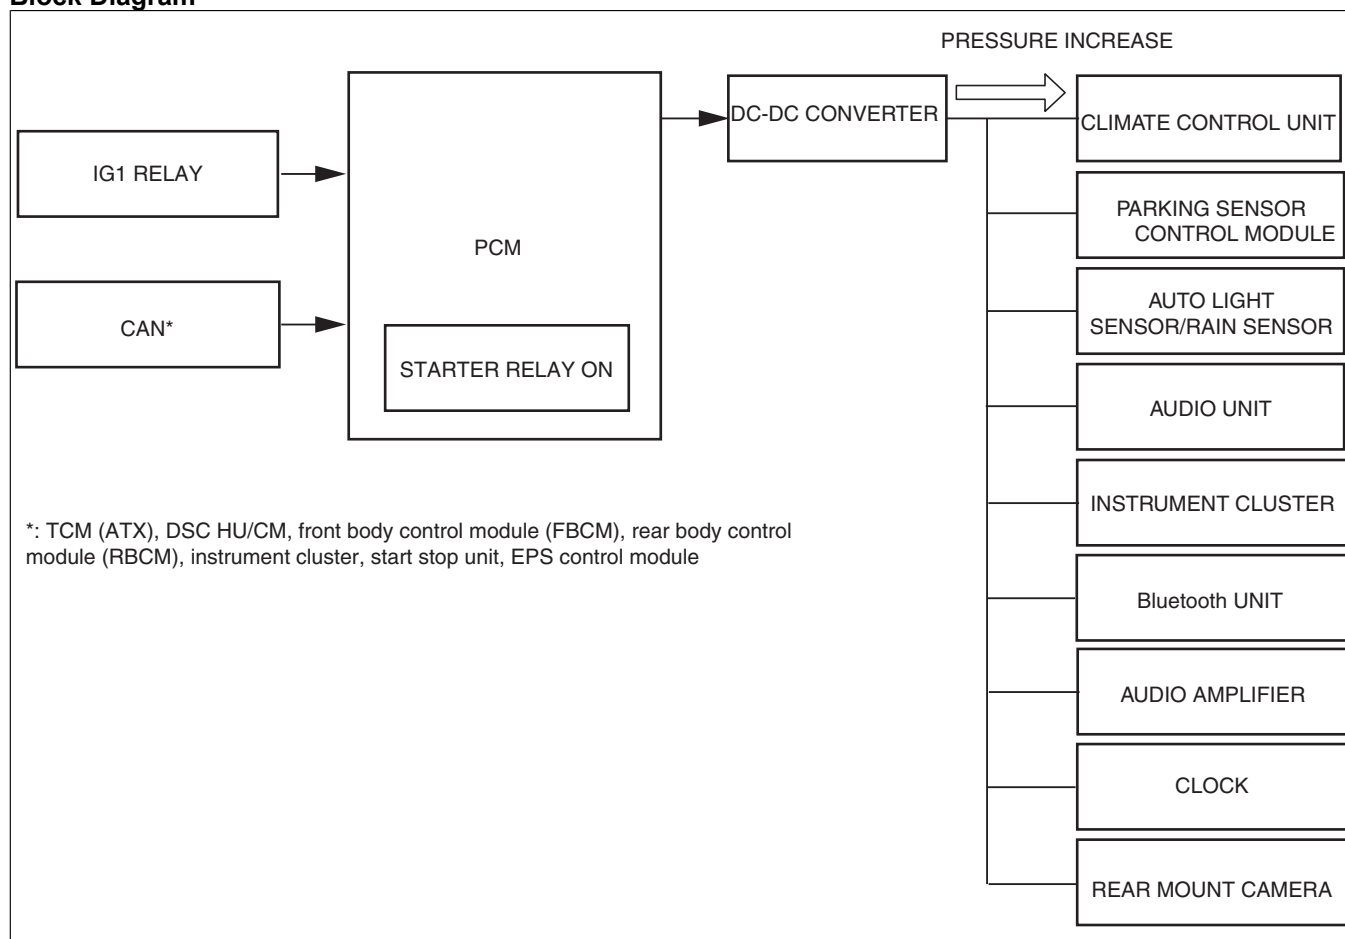 Block Diagram
PRESSURE INCREASE
DC-DC CONVERTER
CLIMATE CONTROL UNIT
IG1 RELAY
PARKING SENSOR
CONTROL MODULE
PCM
CAN*
AUTO LIGHT
SENSOR/RAIN SENSOR
STARTER RELAY ON
AUDIO UNIT
INSTRUMENT CLUSTER
*: TCM (ATX), DSC HU/CM, front body control module (FBCM), rear body control
module (RBCM), instrument cluster, start stop unit, EPS control module
Bluetooth UNIT
AUDIO AMPLIFIER
CLOCK
REAR MOUNT CAMERA